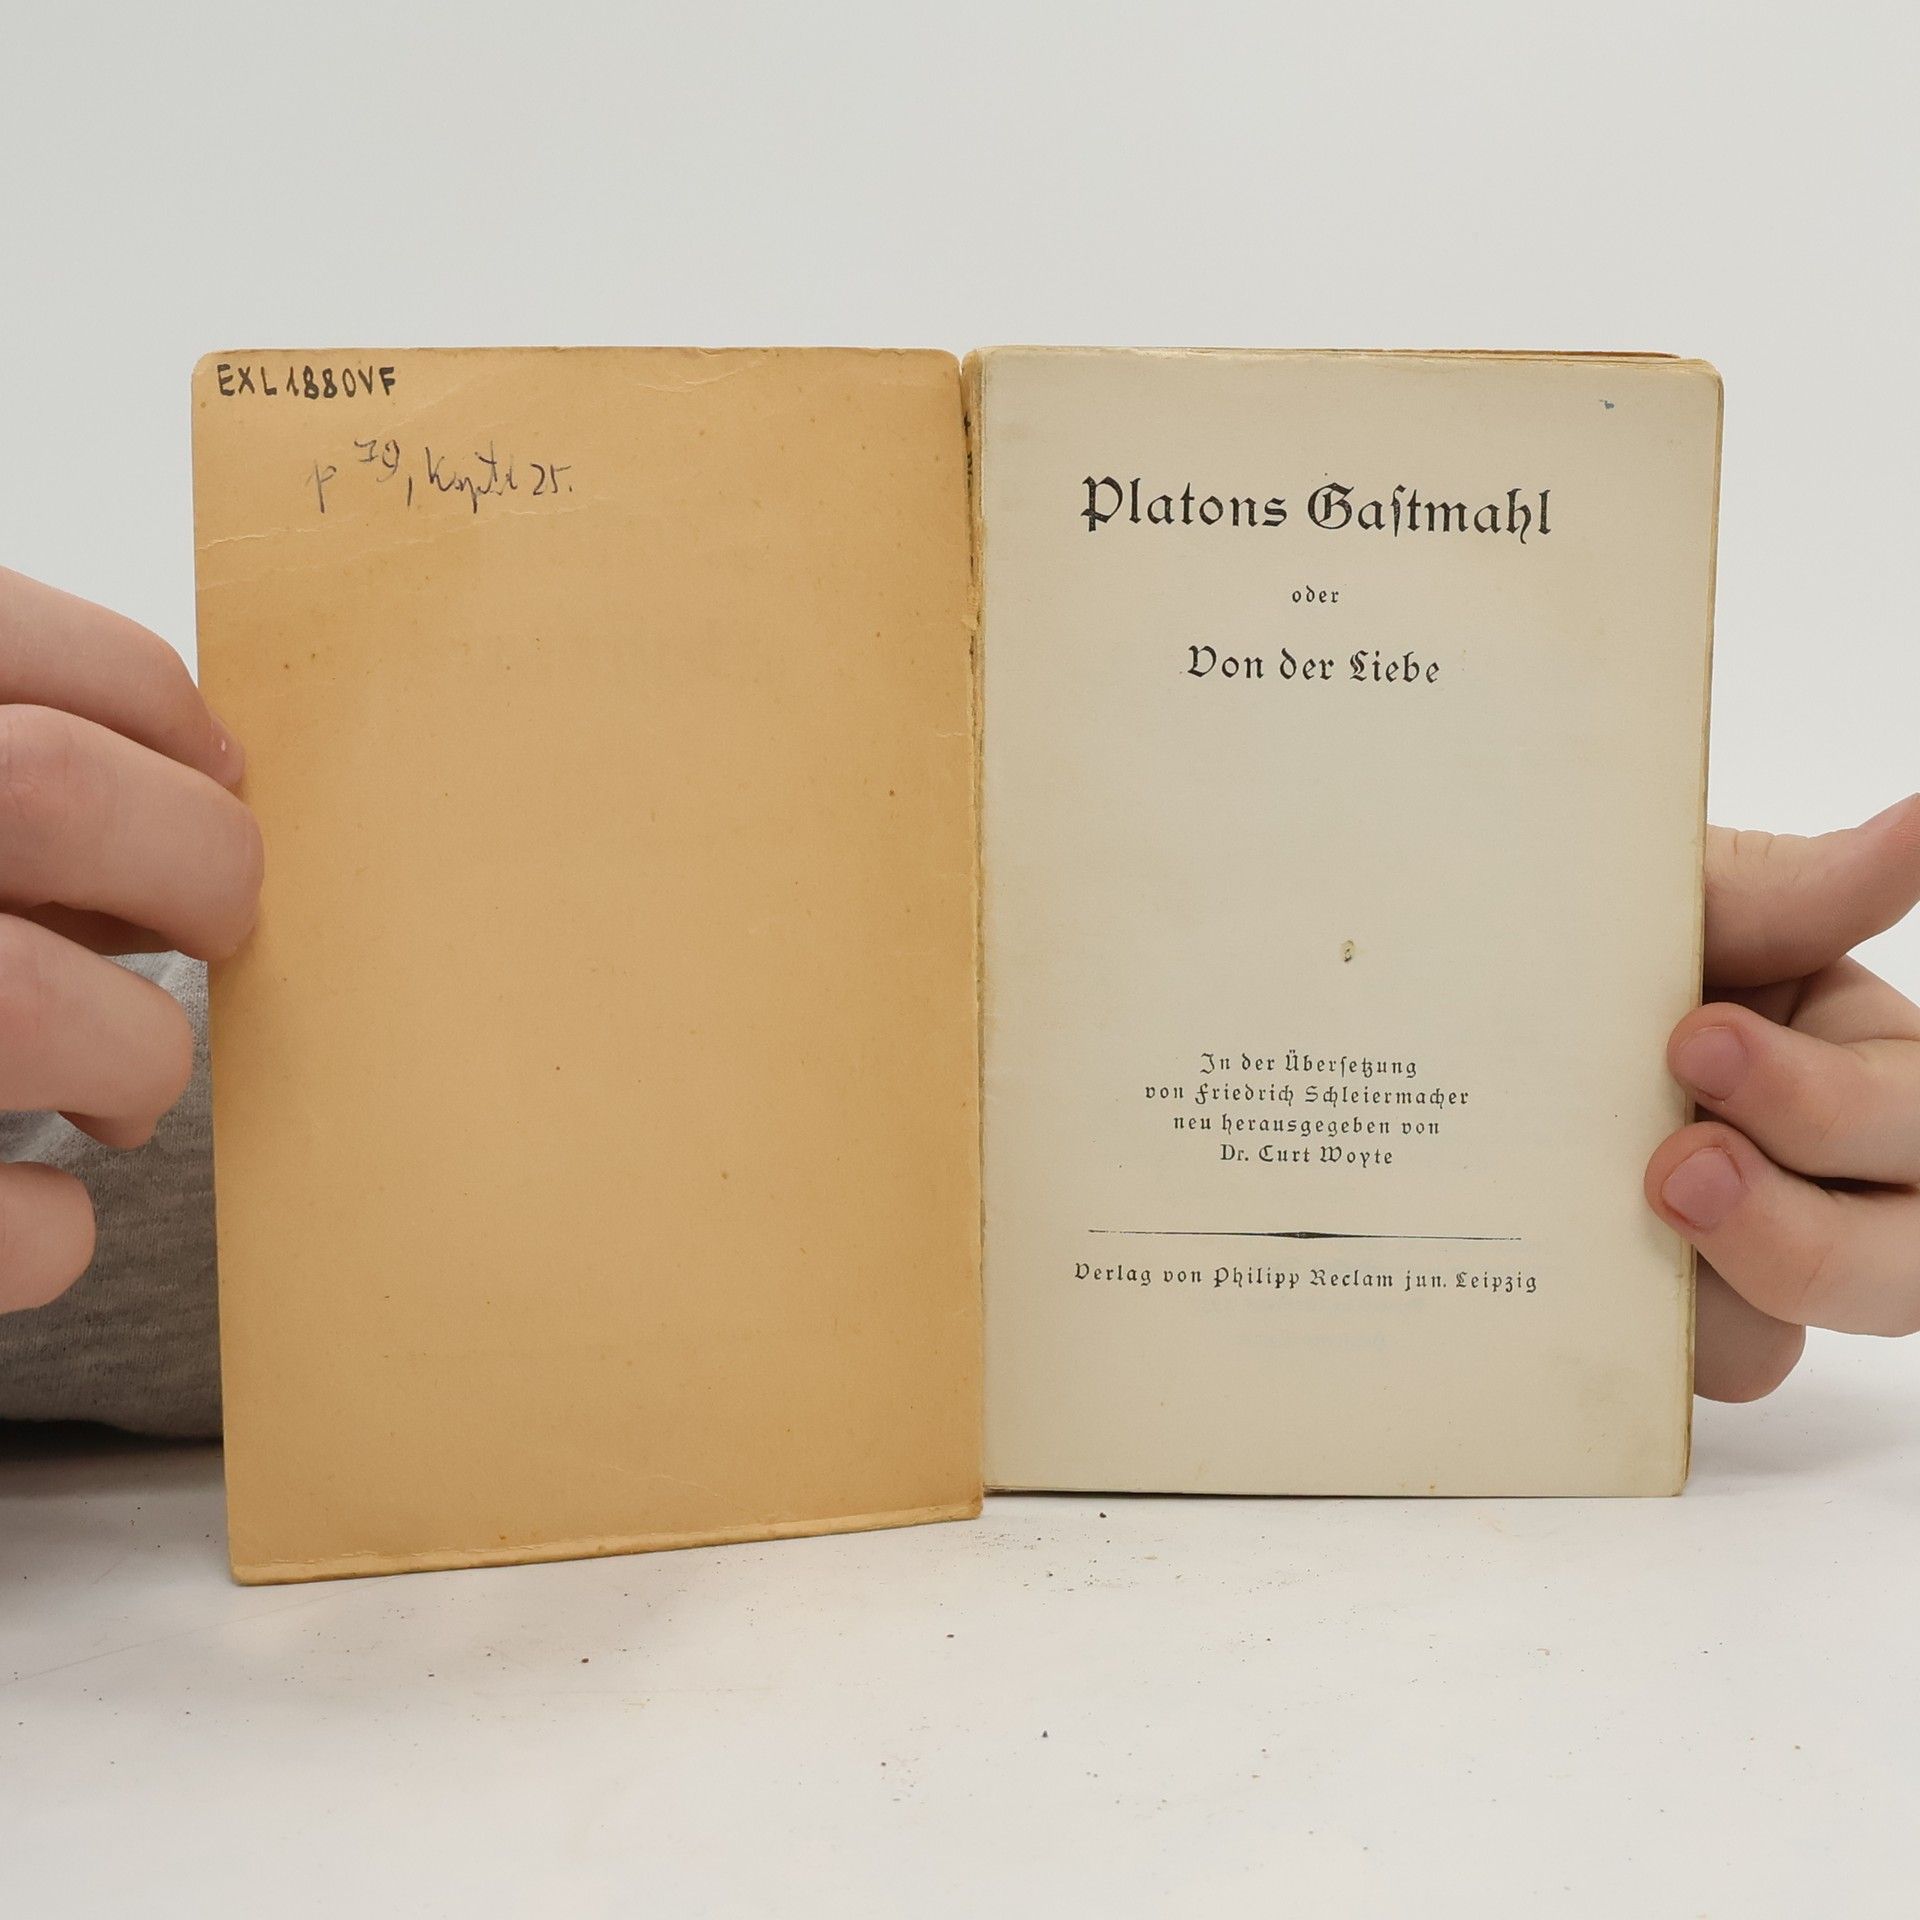 EXL1880VF
p 79, Kapitel 25.
Platons Gaſtmahl
oder
Von der Liebe
In der Überſetzung
von Friedrich Schleiermacher
neu herausgegeben von
Dr. Curt Woyte
Verlag von Philipp Reclam jun. Leipzig